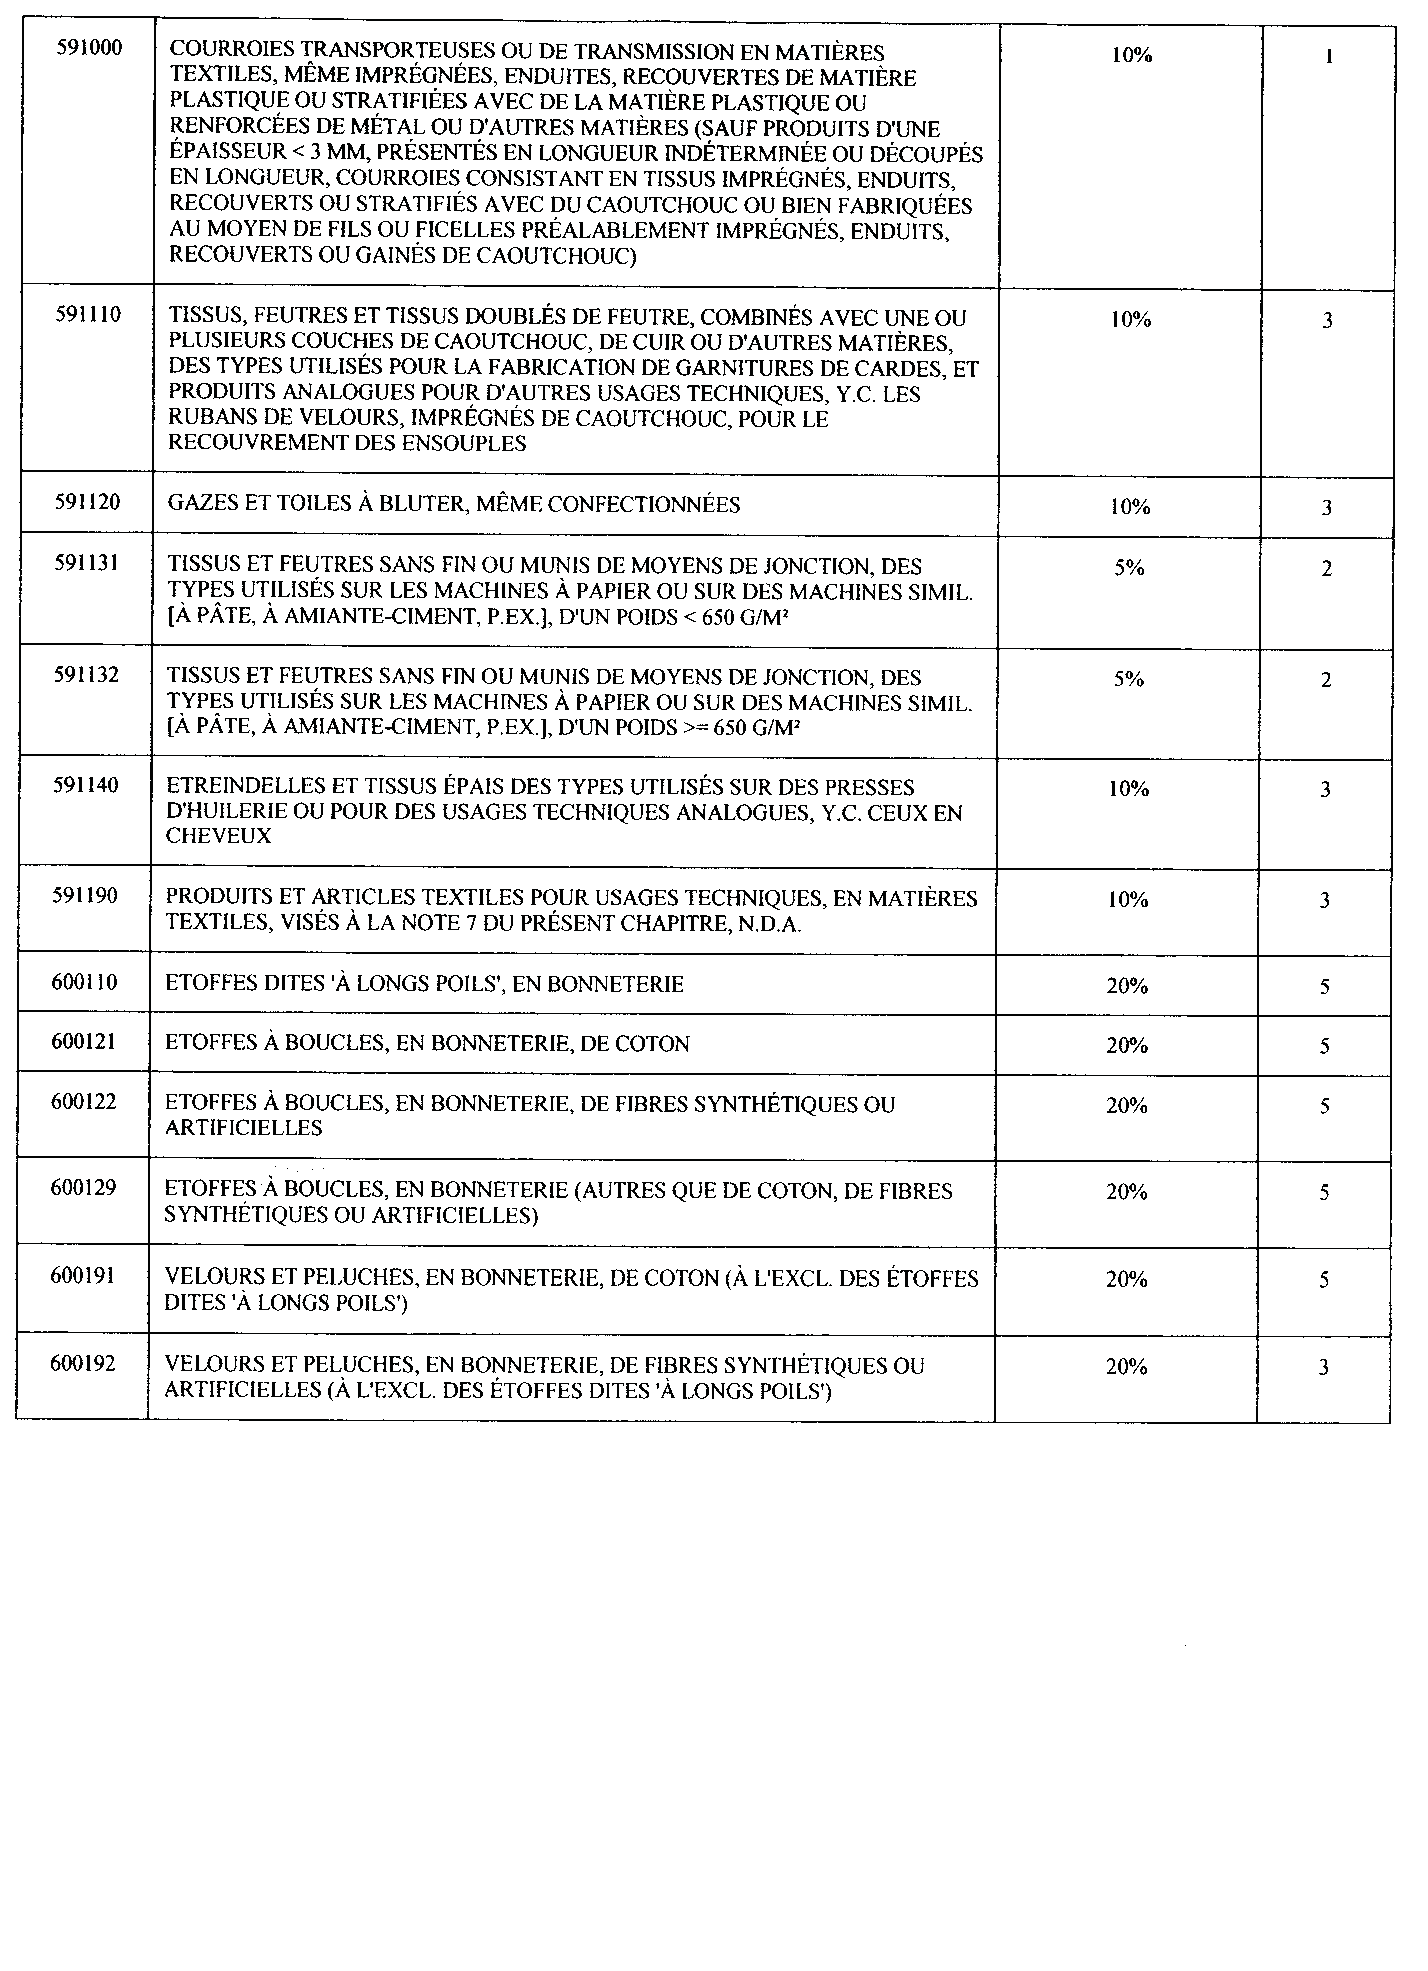 591000
COURROIES TRANSPORTEUSES OU DE TRANSMISSION EN MATIÈRES
TEXTILES, MÊME IMPRÉGNÉES, ENDUITES, RECOUVERTES DE MATIÈRE
PLASTIQUE OU STRATIFIÉES AVEC DE LA MATIÈRE PLASTIQUE OU
RENFORCÉES DE MÉTAL OU D'AUTRES MATIÈRES (SAUF PRODUITS D'UNE
ÉPAISSEUR < 3 MM, PRÉSENTÉS EN LONGUEUR INDÉTERMINÉE OU DÉCOUPÉS
EN LONGUEUR, COURROIES CONSISTANT EN TISSUS IMPRÉGNÉS, ENDUITS,
RECOUVERTS OU STRATIFIÉS AVEC DU CAOUTCHOUC OU BIEN FABRIQUÉES
AU MOYEN DE FILS OU FICELLES PRÉALABLEMENT IMPRÉGNÉS, ENDUITS,
RECOUVERTS OU GAINÉS DE CAOUTCHOUC)
10%
1
591110
TISSUS, FEUTRES ET TISSUS DOUBLÉS DE FEUTRE, COMBINÉS AVEC UNE OU
PLUSIEURS COUCHES DE CAOUTCHOUC, DE CUIR OU D'AUTRES MATIÈRES,
DES TYPES UTILISÉS POUR LA FABRICATION DE GARNITURES DE CARDES, ET
PRODUITS ANALOGUES POUR D'AUTRES USAGES TECHNIQUES, Y.C. LES
RUBANS DE VELOURS, IMPRÉGNÉS DE CAOUTCHOUC, POUR LE
RECOUVREMENT DES ENSOUPLES
10%
3
591120
GAZES ET TOILES À BLUTER, MÊME CONFECTIONNÉES
10%
3
591131
TISSUS ET FEUTRES SANS FIN OU MUNIS DE MOYENS DE JONCTION, DES
TYPES UTILISÉS SUR LES MACHINES À PAPIER OU SUR DES MACHINES SIMIL.
[À PÂTE, À AMIANTE-CIMENT, P.EX.], D'UN POIDS < 650 G/M²
5%
2
591132
TISSUS ET FEUTRES SANS FIN OU MUNIS DE MOYENS DE JONCTION, DES
TYPES UTILISÉS SUR LES MACHINES À PAPIER OU SUR DES MACHINES SIMIL.
[À PÂTE, À AMIANTE-CIMENT, P.EX.], D'UN POIDS >= 650 G/M²
5%
2
591140
ETREINDELLES ET TISSUS ÉPAIS DES TYPES UTILISÉS SUR DES PRESSES
D'HUILERIE OU POUR DES USAGES TECHNIQUES ANALOGUES, Y.C. CEUX EN
CHEVEUX
10%
3
591190
PRODUITS ET ARTICLES TEXTILES POUR USAGES TECHNIQUES, EN MATIÈRES
TEXTILES, VISÉS À LA NOTE 7 DU PRÉSENT CHAPITRE, N.D.A.
10%
3
600110
ETOFFES DITES 'À LONGS POILS', EN BONNETERIE
20%
5
600121
ETOFFES À BOUCLES, EN BONNETERIE, DE COTON
20%
5
600122
ETOFFES À BOUCLES, EN BONNETERIE, DE FIBRES SYNTHÉTIQUES OU
ARTIFICIELLES
20%
5
600129
ETOFFES À BOUCLES, EN BONNETERIE (AUTRES QUE DE COTON, DE FIBRES
SYNTHÉTIQUES OU ARTIFICIELLES)
20%
5
600191
VELOURS ET PELUCHES, EN BONNETERIE, DE COTON (À L'EXCL. DES ÉTOFFES
DITES 'À LONGS POILS')
20%
5
600192
VELOURS ET PELUCHES, EN BONNETERIE, DE FIBRES SYNTHÉTIQUES OU
ARTIFICIELLES (À L'EXCL. DES ÉTOFFES DITES 'À LONGS POILS')
20%
3